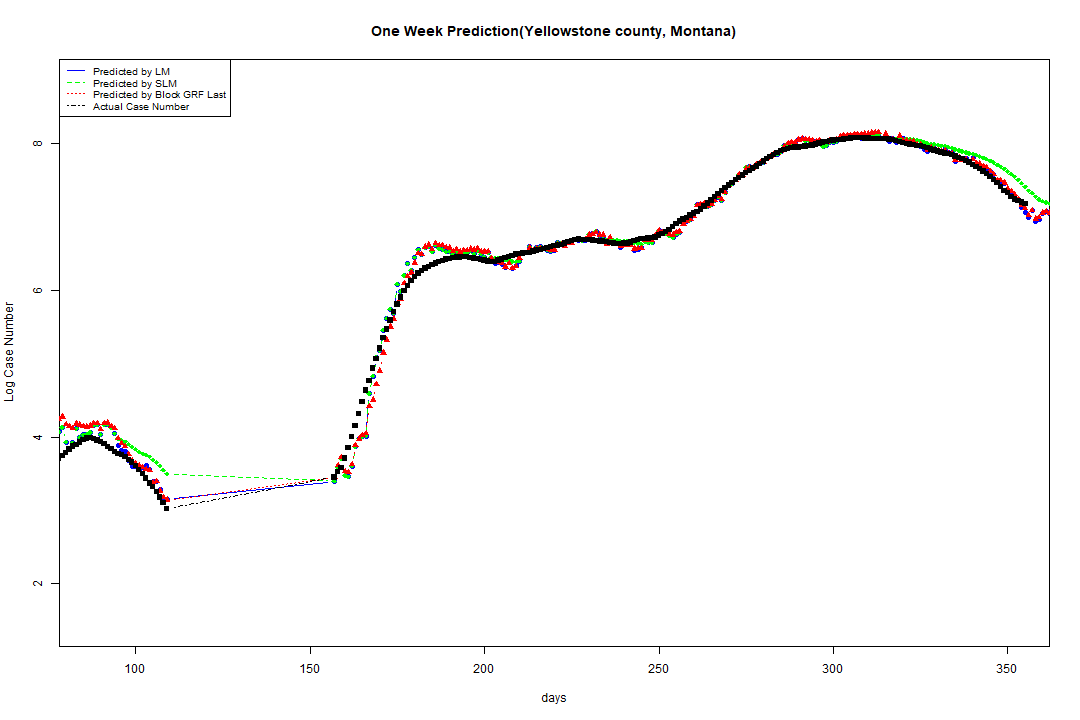 One Week Prediction(Yellowstone county, Montana)
Predicted by LM
Predicted by SLM
Predicted by Block GRF Last
Actual Case Number
8
6
4
2
Log Case Number
100 150 200 250 300 350
days